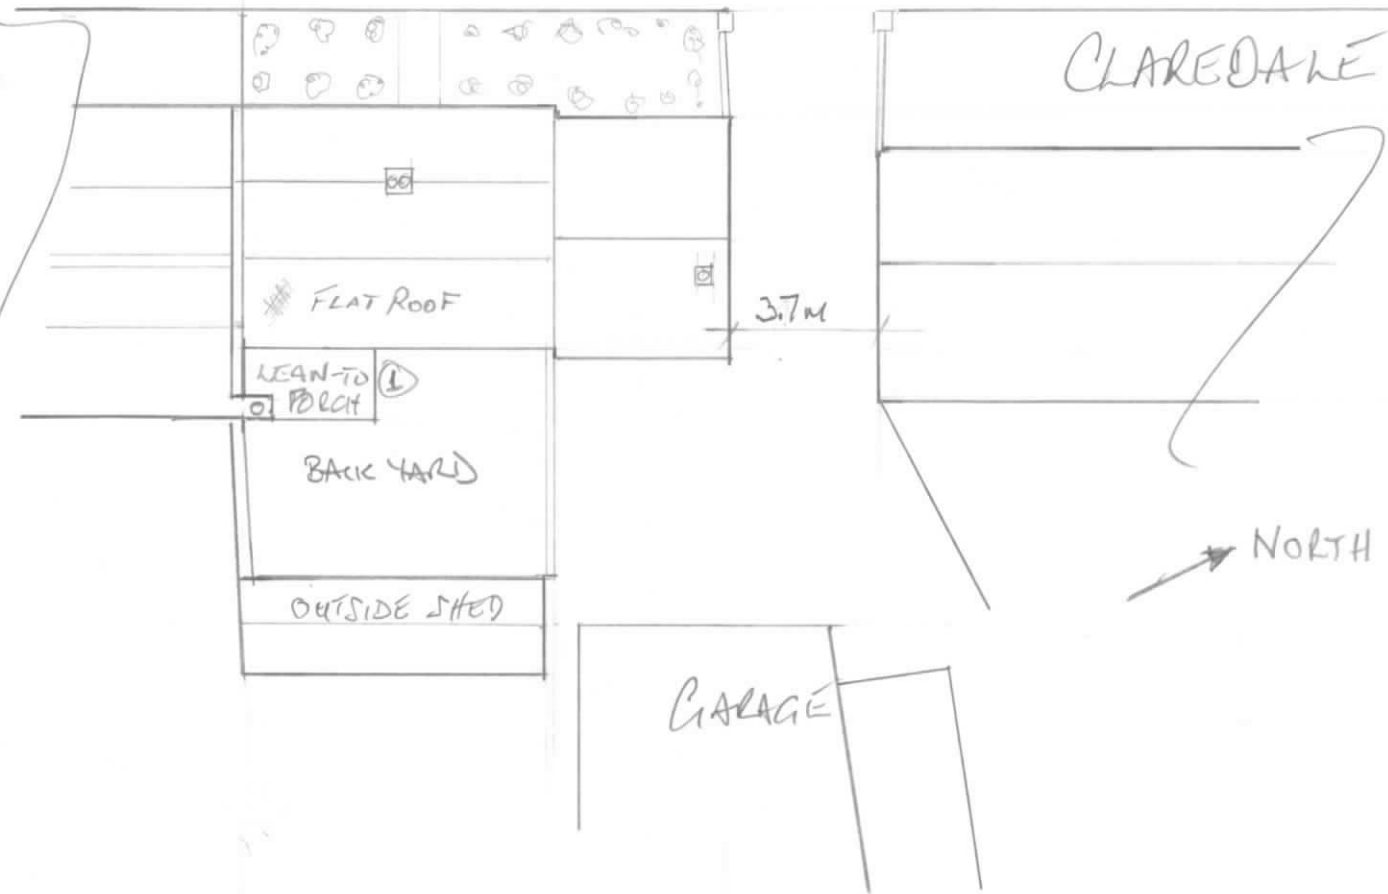 CLAREDALE
FLAT ROOF
3.7m
LEAN-TO
PORCH
1
BACK YARD
NORTH
OUTSIDE SHED
GARAGE